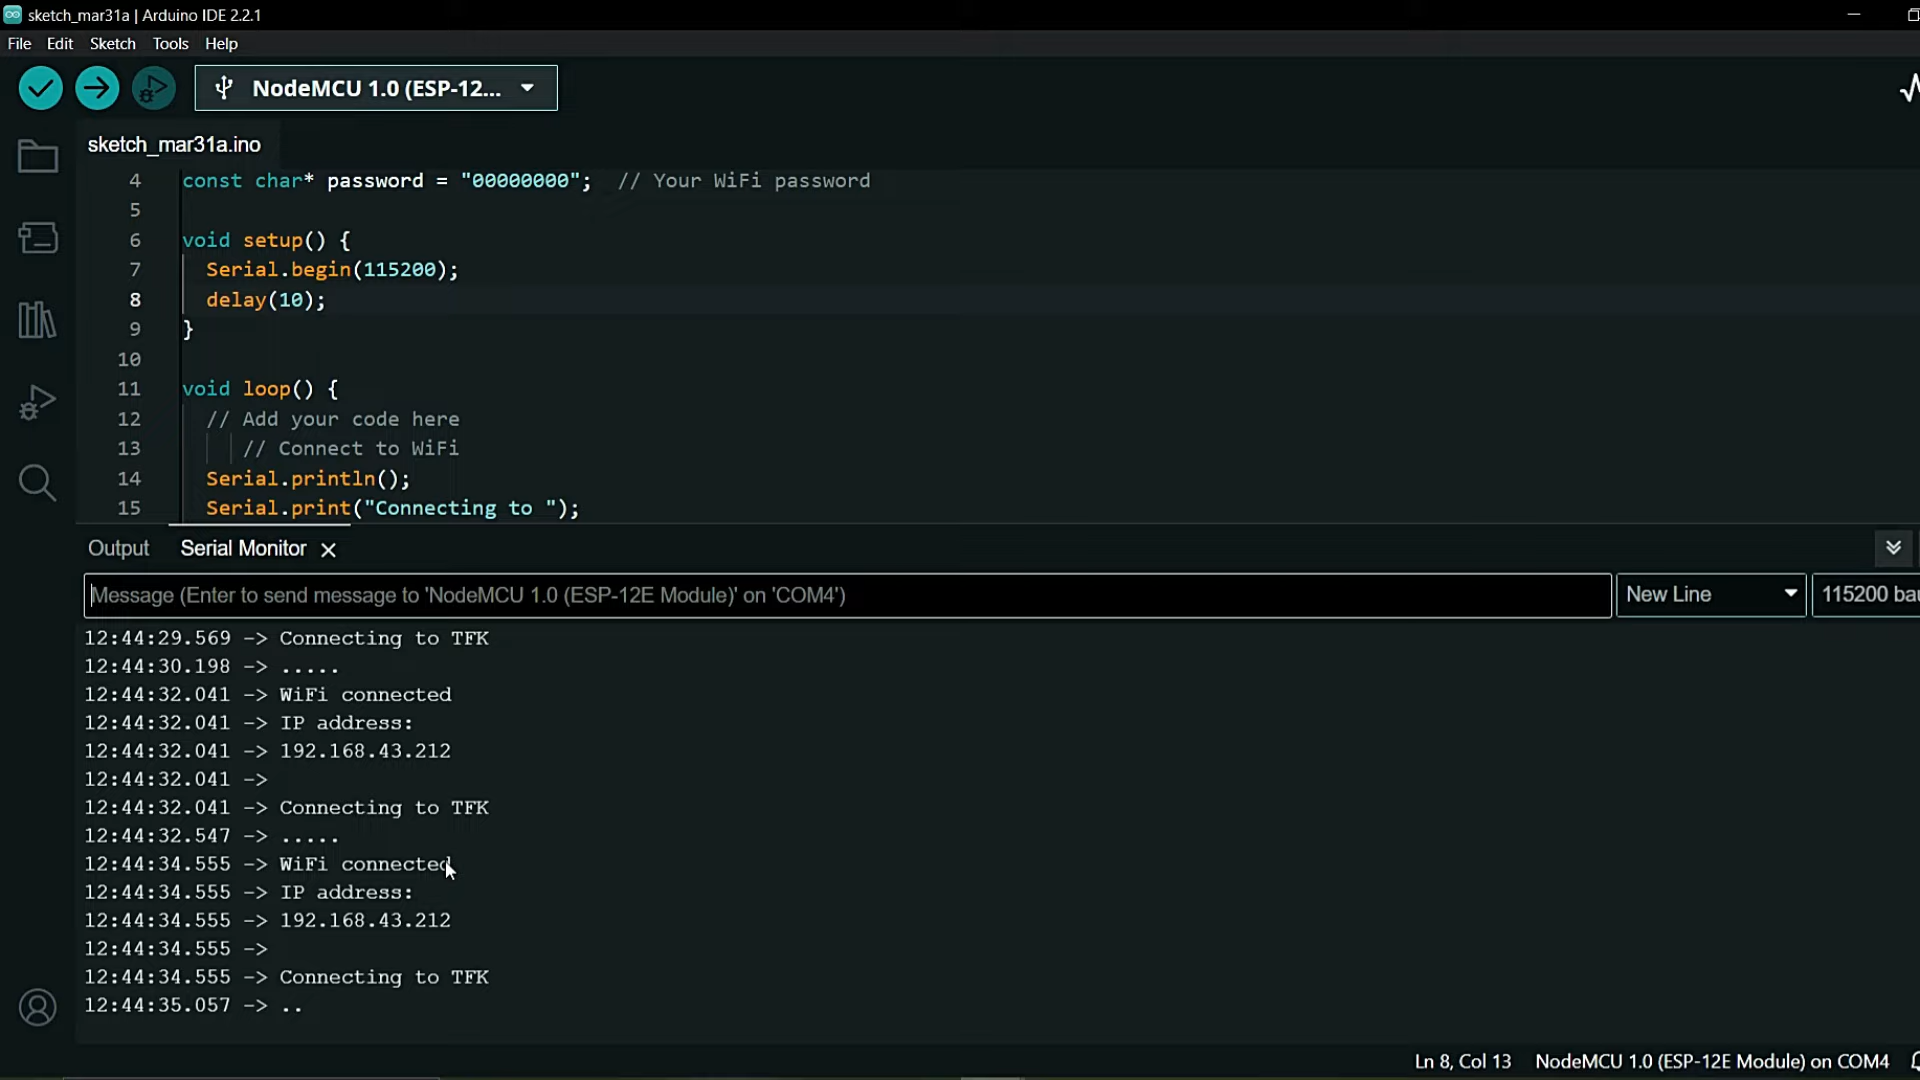 sketch_mar31a | Arduino IDE 2.2.1
File Edit Sketch Tools Help
NodeMCU 1.0 (ESP-12...
sketch_mar31a.ino
4 const char* password = "00000000"; // Your WiFi password
5
6 void setup() {
7 Serial.begin(115200);
8 delay(10);
9 }
10
11 void loop() {
12 // Add your code here
13 // Connect to WiFi
14 Serial.println();
15 Serial.print("Connecting to ");
Output Serial Monitor
Message (Enter to send message to 'NodeMCU 1.0 (ESP-12E Module)' on 'COM4') New Line 115200
12:44:29.569 -> Connecting to TFK
12:44:30.198 -> .....
12:44:32.041 -> WiFi connected
12:44:32.041 -> IP address:
12:44:32.041 -> 192.168.43.212
12:44:32.041 ->
12:44:32.041 -> Connecting to TFK
12:44:32.547 -> .....
12:44:34.555 -> WiFi connected
12:44:34.555 -> IP address:
12:44:34.555 -> 192.168.43.212
12:44:34.555 ->
12:44:34.555 -> Connecting to TFK
12:44:35.057 -> ..
Ln 8, Col 13 NodeMCU 1.0 (ESP-12E Module) on COM4